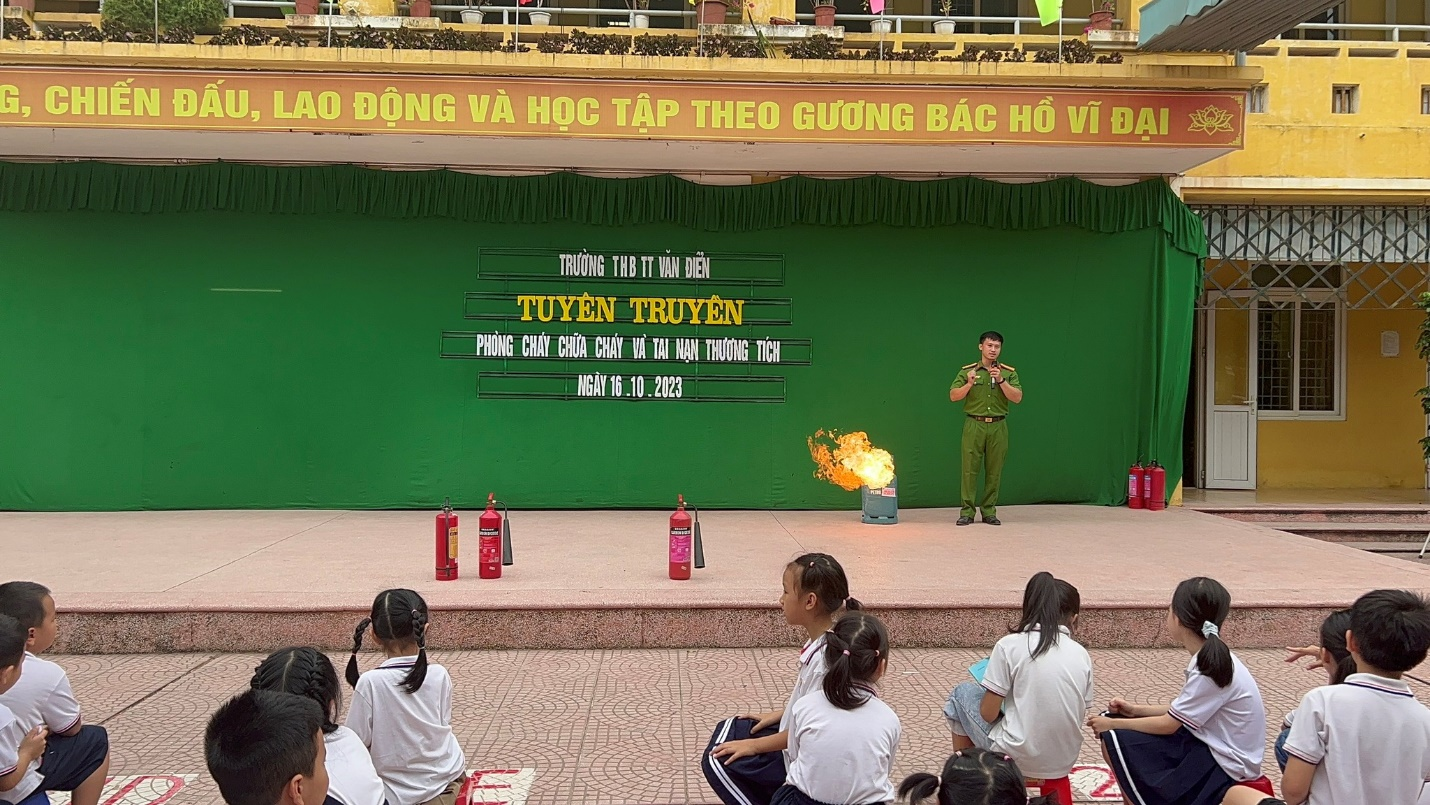 G, CHIẾN ĐẤU, LAO ĐỘNG VÀ HỌC TẬP THEO GƯƠNG BÁC HỒ VĨ ĐẠI
TRƯỜNG THB TT VĂN ĐIỂN
TUYÊN TRUYỀN
PHÒNG CHÁY CHỮA CHÁY VÀ TAI NẠN THƯƠNG TÍCH
NGÀY 16 . 10 . 2023